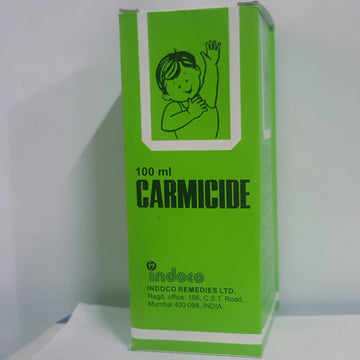 100 ml
CARMICIDE
indoco
INDOCO REMEDIES LTD.
Regd. office: 166, C.S.T. Road,
Mumbai 400 098, INDIA.